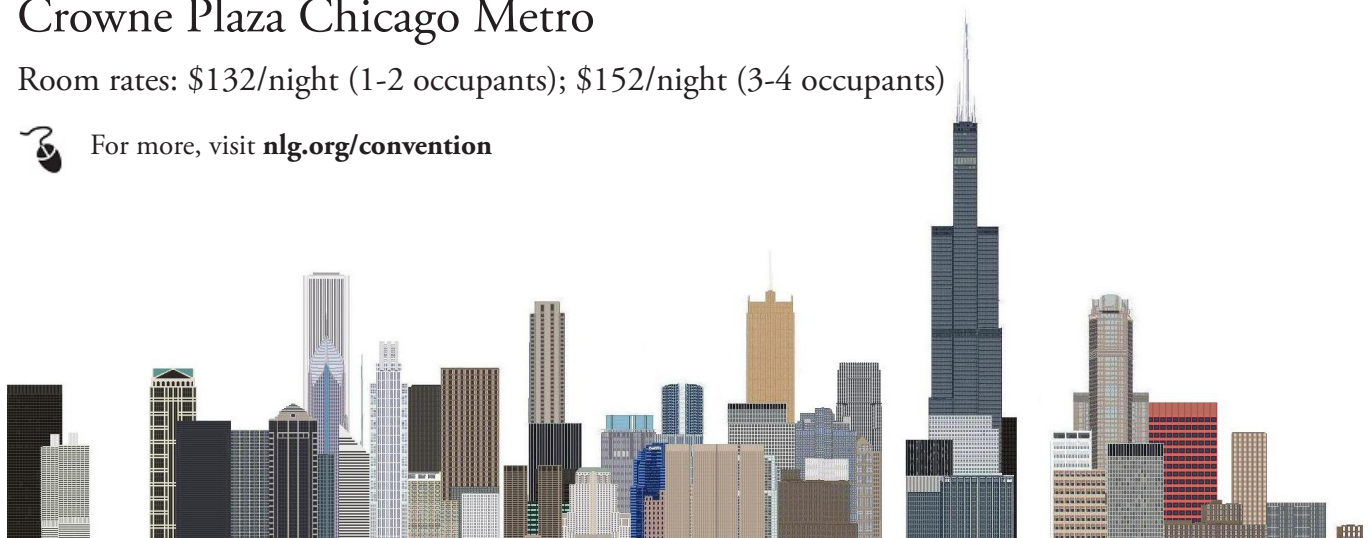 Crowne Plaza Chicago Metro
Room rates: $132/night (1-2 occupants); $152/night (3-4 occupants)
For more, visit nlg.org/convention